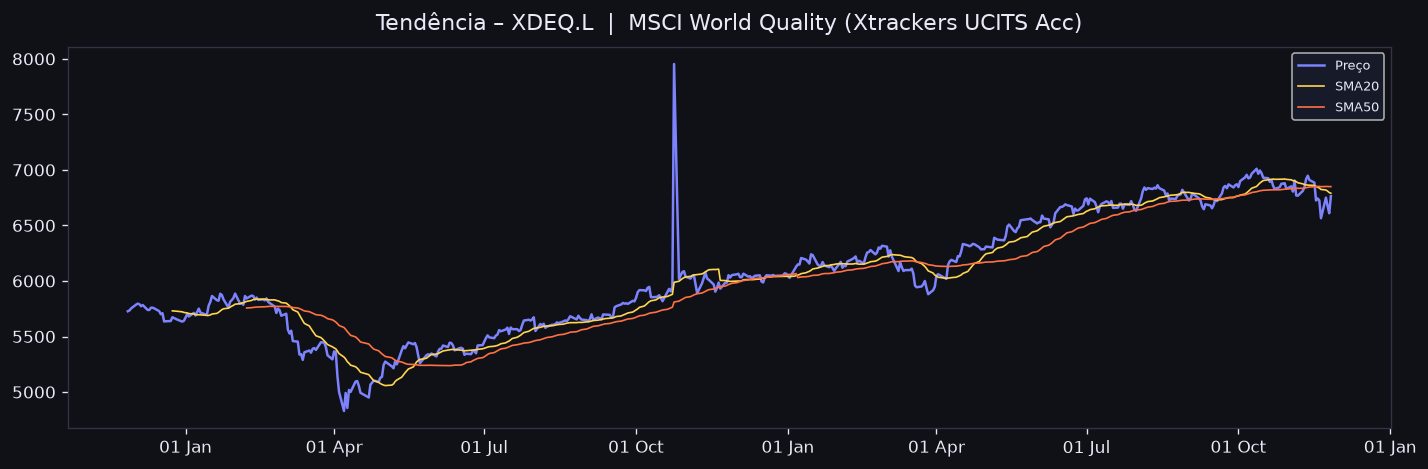 Tendência – XDEQ.L | MSCI World Quality (Xtrackers UCITS Acc)
8000
7500
7000
6500
6000
5500
5000
Preço
SMA20
SMA50
01 Jan
01 Apr
01 Jul
01 Oct
01 Jan
01 Apr
01 Jul
01 Oct
01 Jan